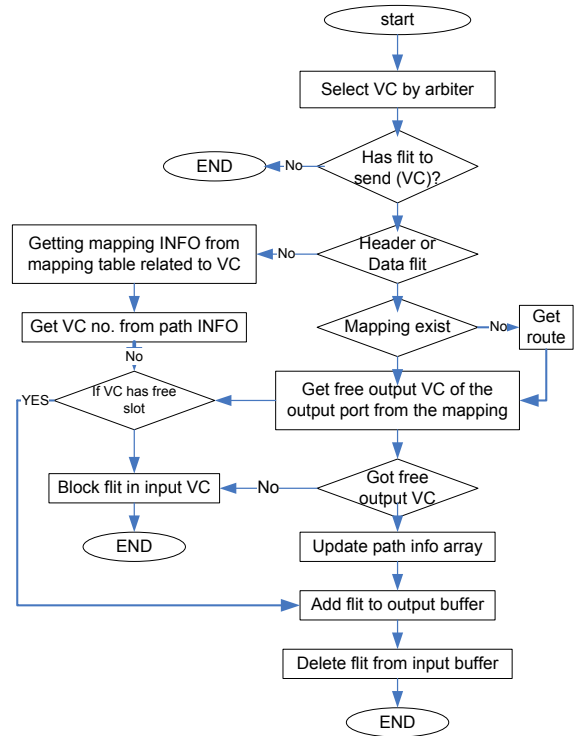 start
Select VC by arbiter
Has flit to
send (VC)?
No
END
Header or
Data flit
No
Getting mapping INFO from
mapping table related to VC
Mapping exist
No
Get
route
Get VC no. from path INFO
No
If VC has free
slot
YES
Get free output VC of the
output port from the mapping
Got free
output VC
No
Block flit in input VC
END
Update path info array
Add flit to output buffer
Delete flit from input buffer
END